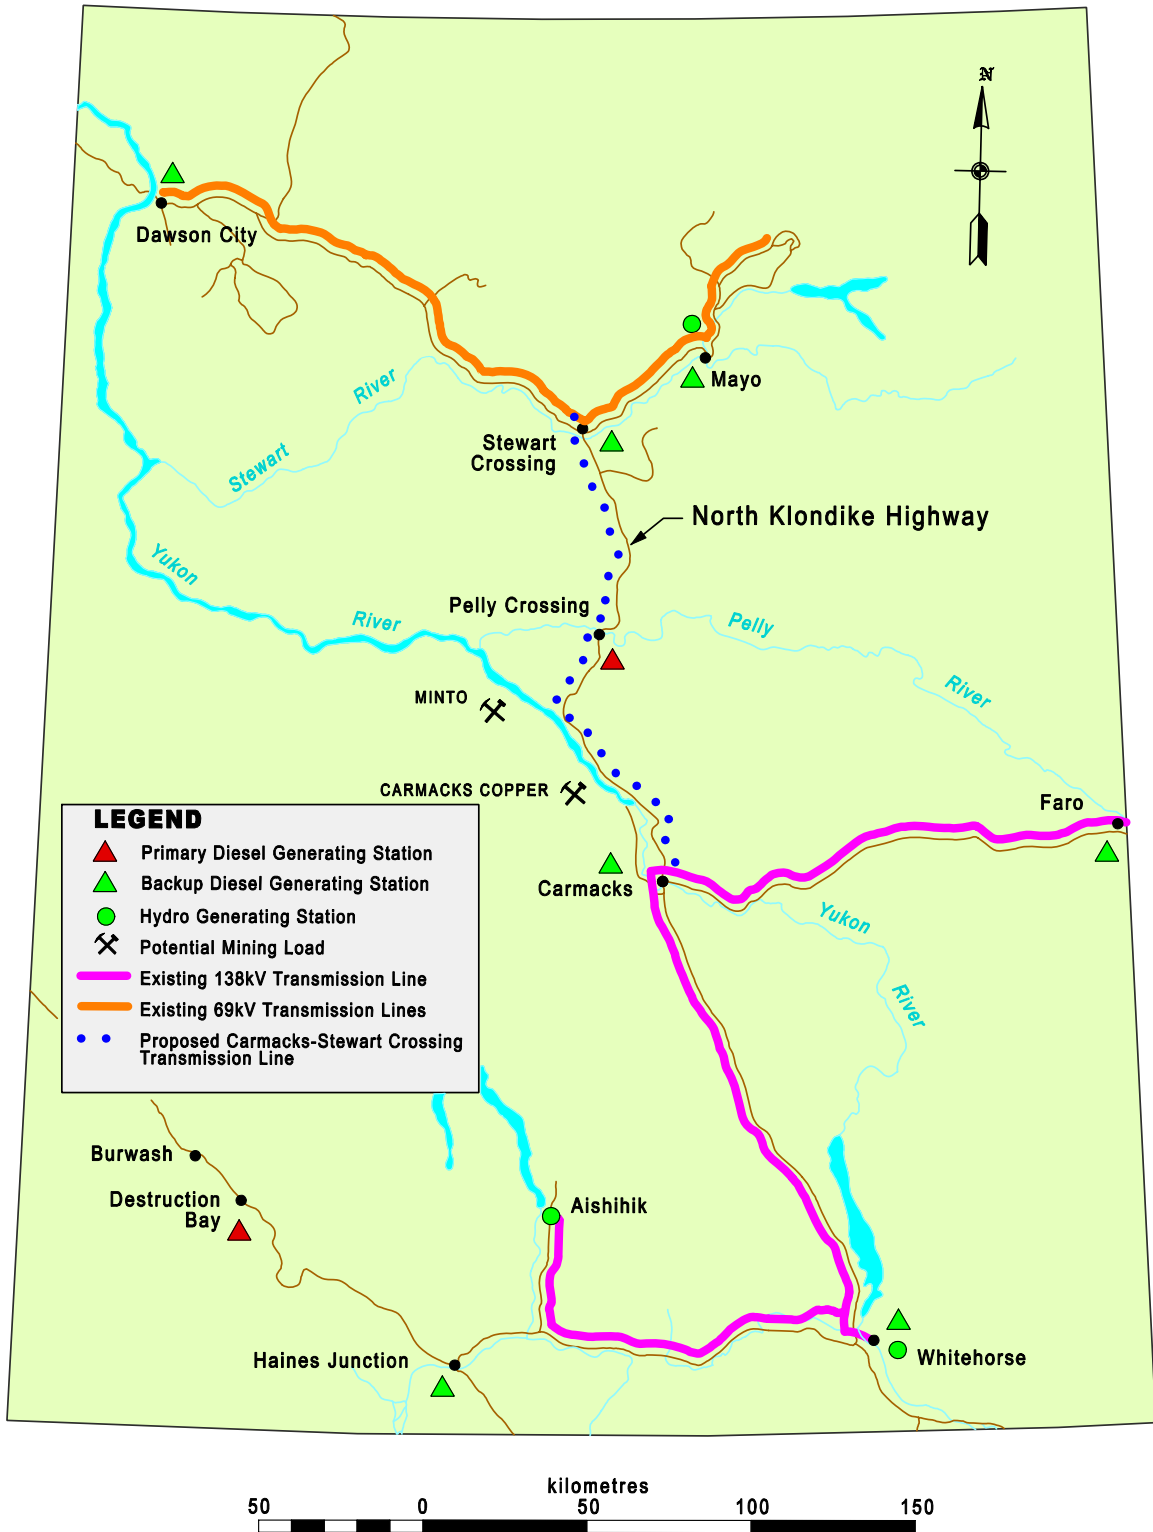 N
Dawson City
Mayo
River
Stewart
Crossing
Stewart
North Klondike Highway
Yukon
Pelly Crossing
River
Pelly
River
MINTO
CARMACKS COPPER
Faro
LEGEND
Primary Diesel Generating Station
Backup Diesel Generating Station
Hydro Generating Station
Potential Mining Load
Existing 138kV Transmission Line
Existing 69kV Transmission Lines
Proposed Carmacks-Stewart Crossing
Transmission Line
Carmacks
Yukon
River
Burwash
Destruction
Bay
Aishihik
Haines Junction
Whitehorse
kilometres
50 0 50 100 150